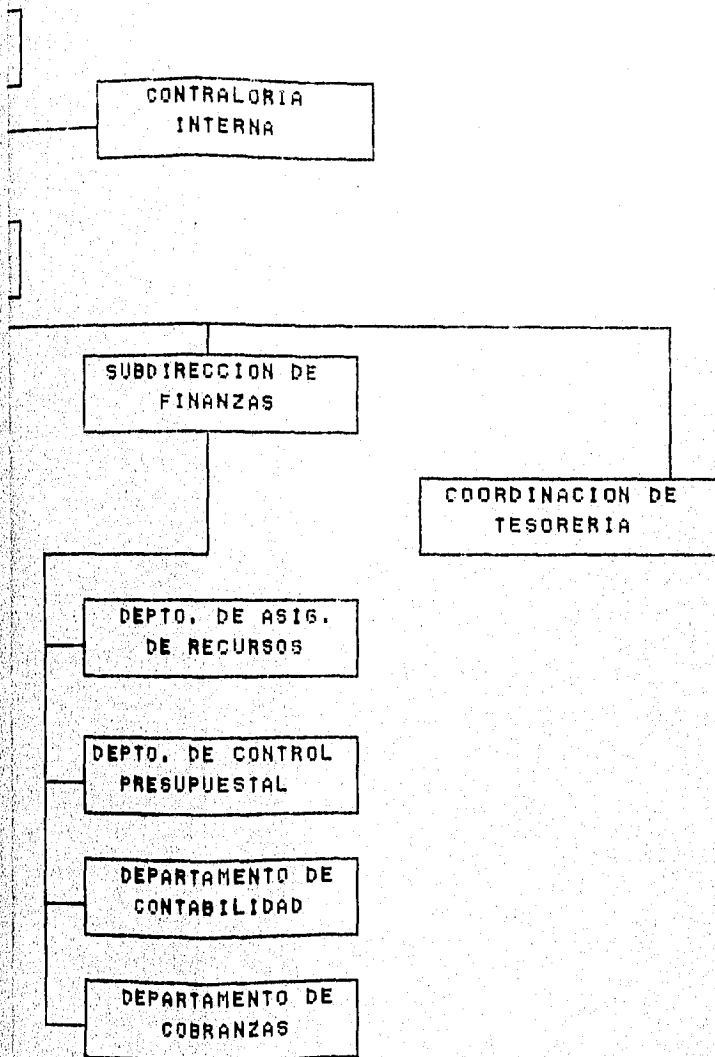 CONTRALORIA
INTERNA
SUBDIRECCION DE
FINANZAS
COORDINACION DE
TESORERIA
DEPTO. DE ASIG.
DE RECURSOS
DEPTO. DE CONTROL
PRESUPUESTAL
DEPARTAMENTO DE
CONTABILIDAD
DEPARTAMENTO DE
COBRANZAS